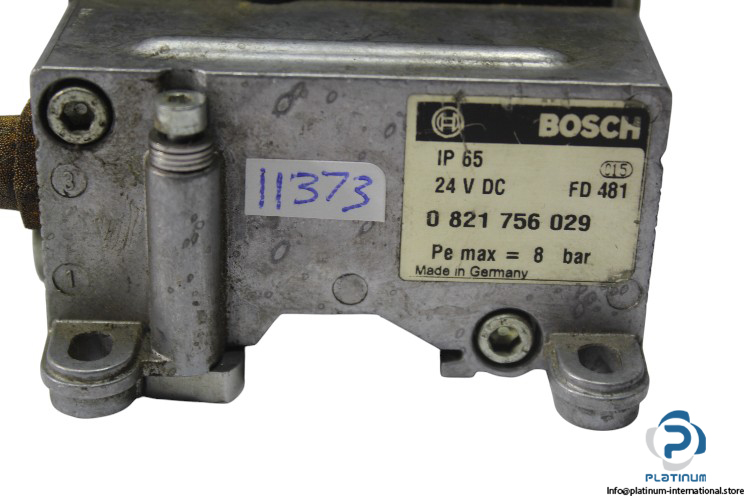 BOSCH
IP 65
C15
24 V DC FD 481
0 821 756 029
Pe max = 8 bar
Made in Germany
11373
3
1
PLATINUM
Info@platinum-international.store